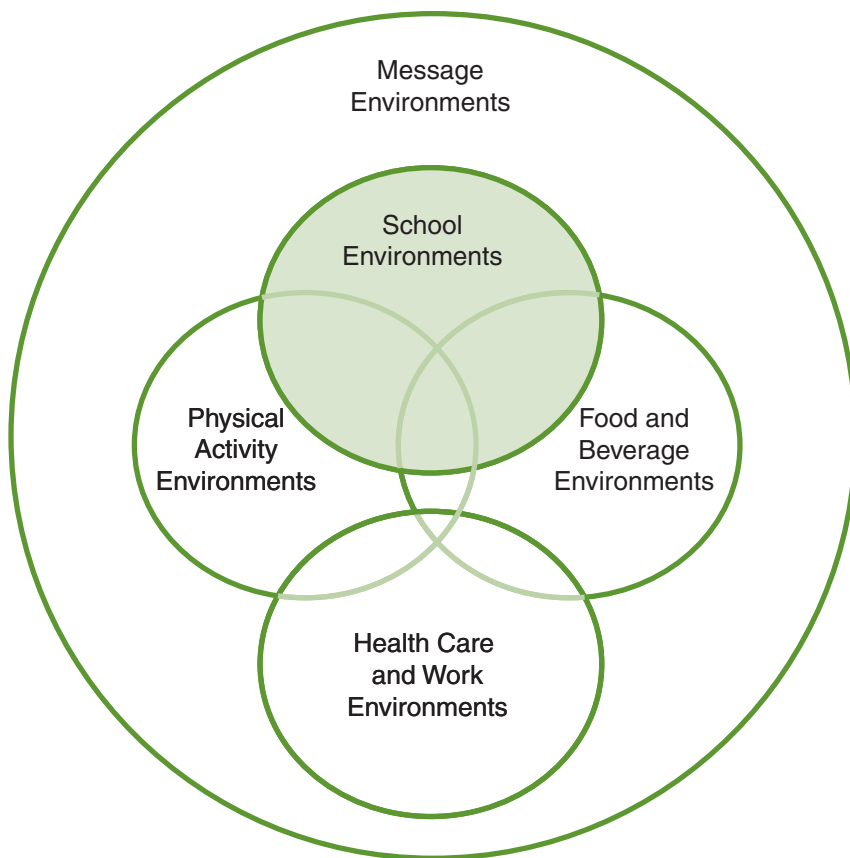 Message
Environments
School
Environments
Physical
Activity
Environments
Food and
Beverage
Environments
Health Care
and Work
Environments